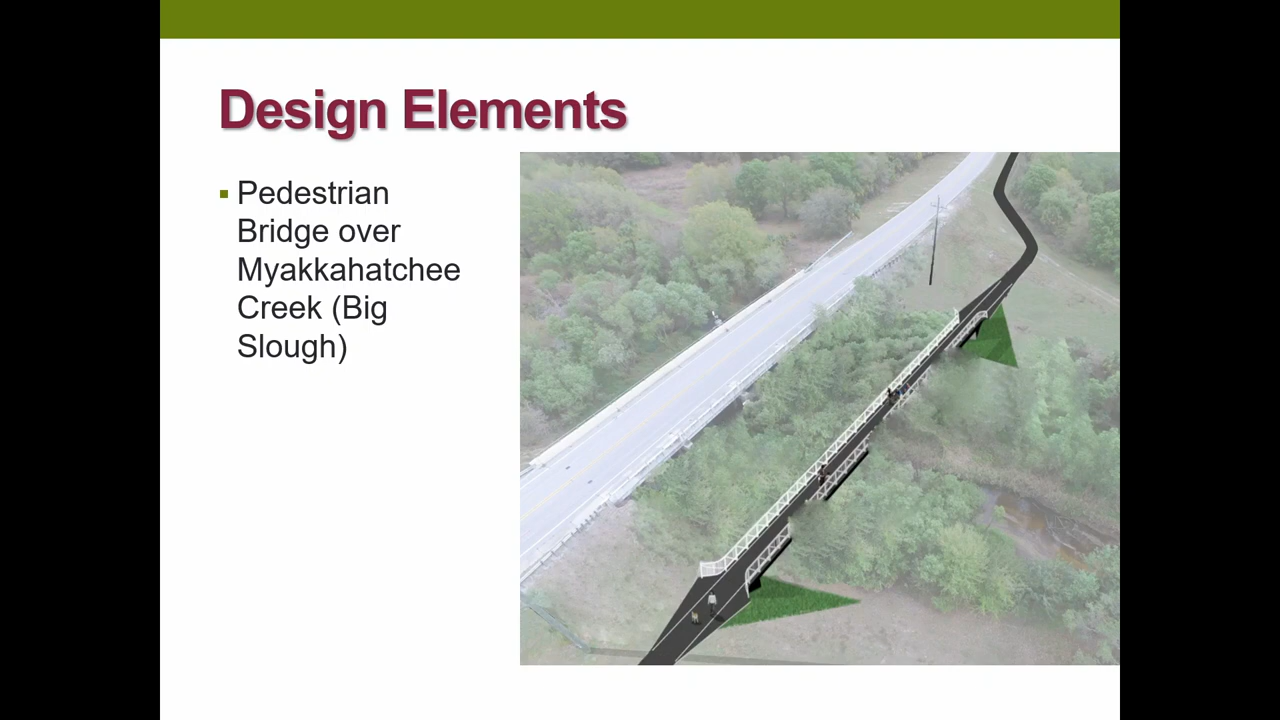 Design Elements
Pedestrian
Bridge over
Myakkahatchee
Creek (Big
Slough)